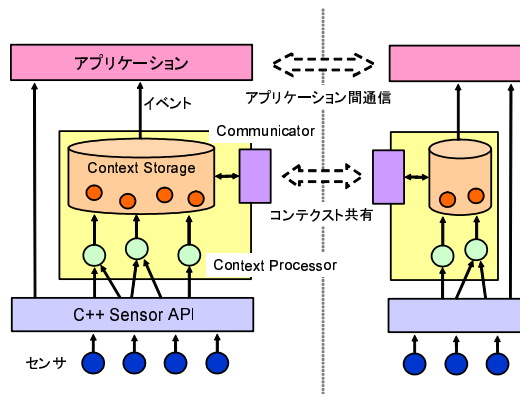 アプリケーション
イベント
アプリケーション間通信
Communicator
Context Storage
コンテクスト共有
Context Processor
C++ Sensor API
センサ